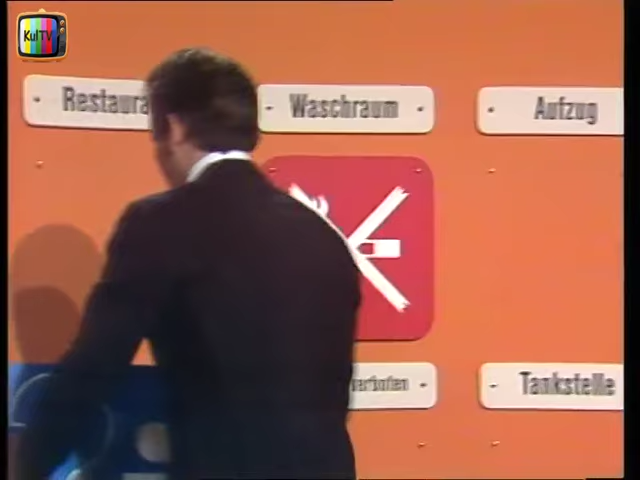 KulTV
Restaura
Waschraum
Aufzug
verboten
Tankstelle